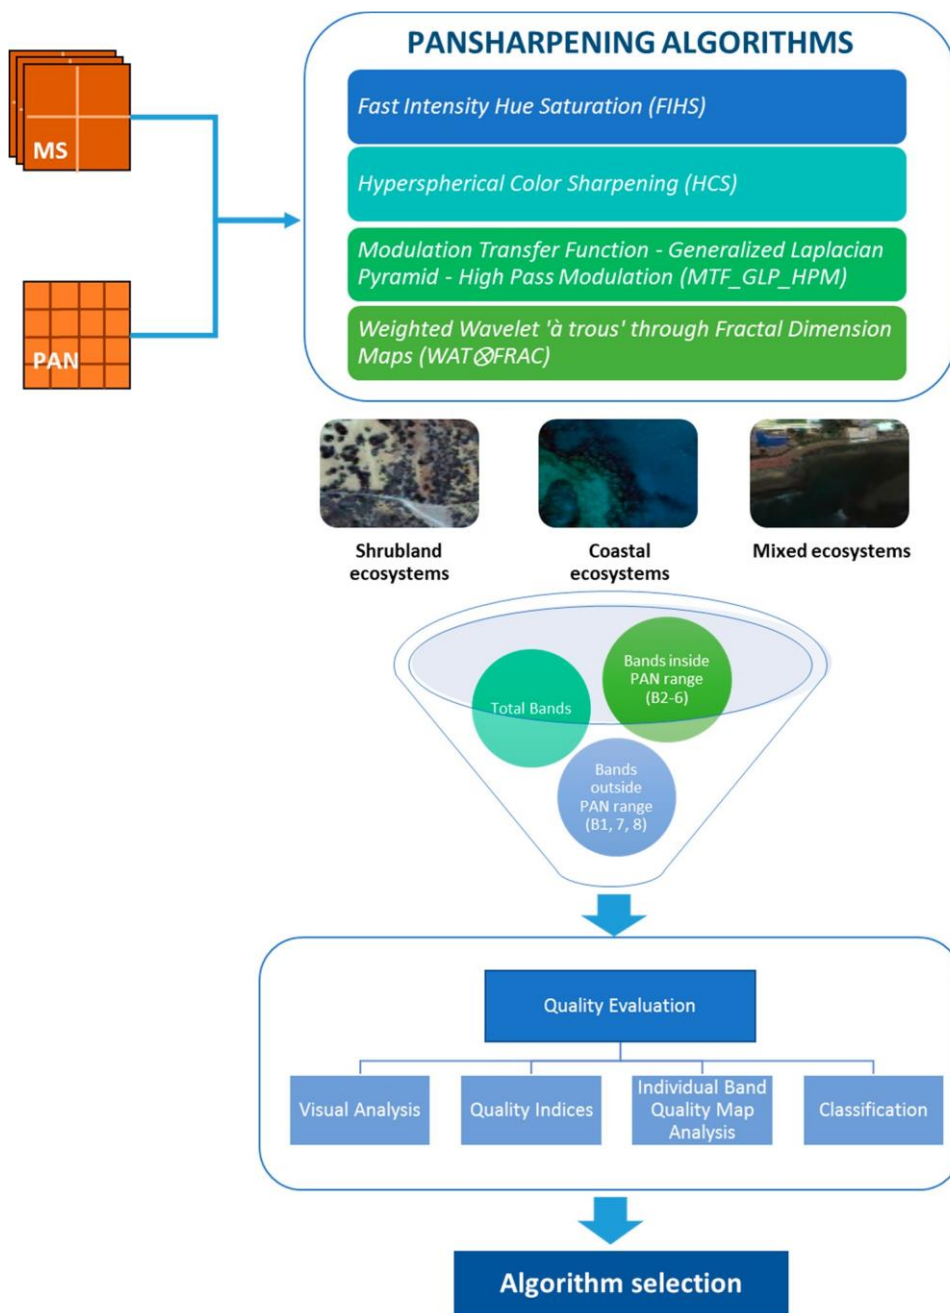 PANSHARPENING ALGORITHMS
MS
PAN
Fast Intensity Hue Saturation (FIHS)
Hyperspherical Color Sharpening (HCS)
Modulation Transfer Function - Generalized Laplacian
Pyramid - High Pass Modulation (MTF_GLP_HPM)
Weighted Wavelet 'à trous' through Fractal Dimension
Maps (WAT⊗FRAC)
Shrubland
ecosystems
Coastal
ecosystems
Mixed ecosystems
Total Bands
Bands inside
PAN range
(B2-6)
Bands
outside
PAN range
(B1, 7, 8)
Quality Evaluation
Visual Analysis
Quality Indices
Individual Band
Quality Map
Analysis
Classification
Algorithm selection